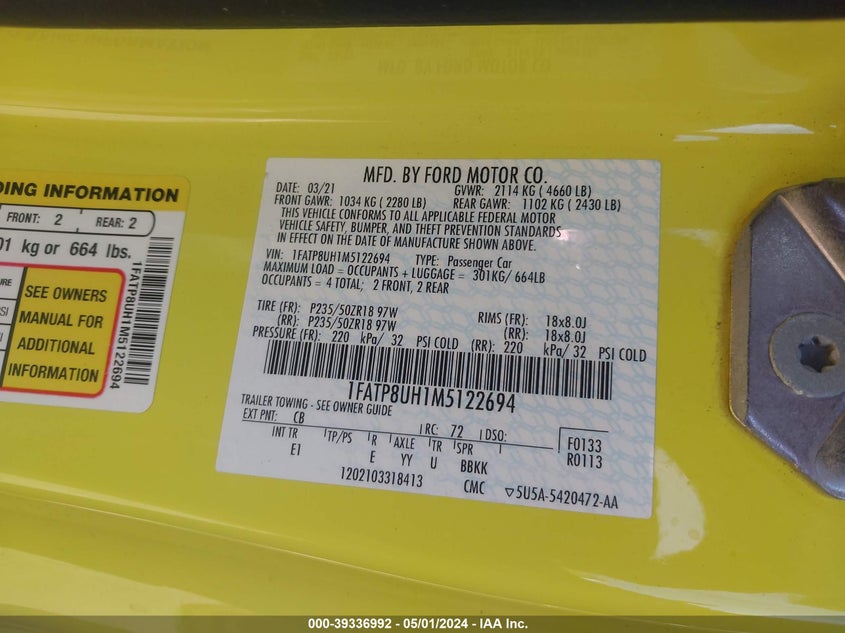 DING INFORMATION
FRONT: 2 REAR: 2
01 kg or 664 lbs.
SEE OWNERS
MANUAL FOR
ADDITIONAL
INFORMATION
1FATP8UH1M5122694
MFD. BY FORD MOTOR CO.
DATE: 03/21 GVWR: 2114 KG ( 4660 LB)
FRONT GAWR: 1034 KG ( 2280 LB) REAR GAWR: 1102 KG ( 2430 LB)
THIS VEHICLE CONFORMS TO ALL APPLICABLE FEDERAL MOTOR
VEHICLE SAFETY, BUMPER, AND THEFT PREVENTION STANDARDS
IN EFFECT ON THE DATE OF MANUFACTURE SHOWN ABOVE.
VIN: 1FATP8UH1M5122694 TYPE: Passenger Car
MAXIMUM LOAD = OCCUPANTS + LUGGAGE = 301KG/ 664LB
OCCUPANTS = 4 TOTAL; 2 FRONT, 2 REAR
TIRE (FR): P235/50ZR18 97W RIMS (FR): 18x8.0J
(RR): P235/50ZR18 97W (RR): 18x8.0J
PRESSURE (FR): 220 kPa/ 32 PSI COLD (RR): 220 kPa/ 32 PSI COLD
1FATP8UH1M5122694
TRAILER TOWING - SEE OWNER GUIDE
EXT PNT: CB RC: 72 DSO: F0133
INT TR TP/PS R AXLE TR SPR R0113
E1 E YY U BBKK
1202103318413 CMC ▽5U5A-5420472-AA
000-39336992 — 05/01/2024 — IAA Inc.